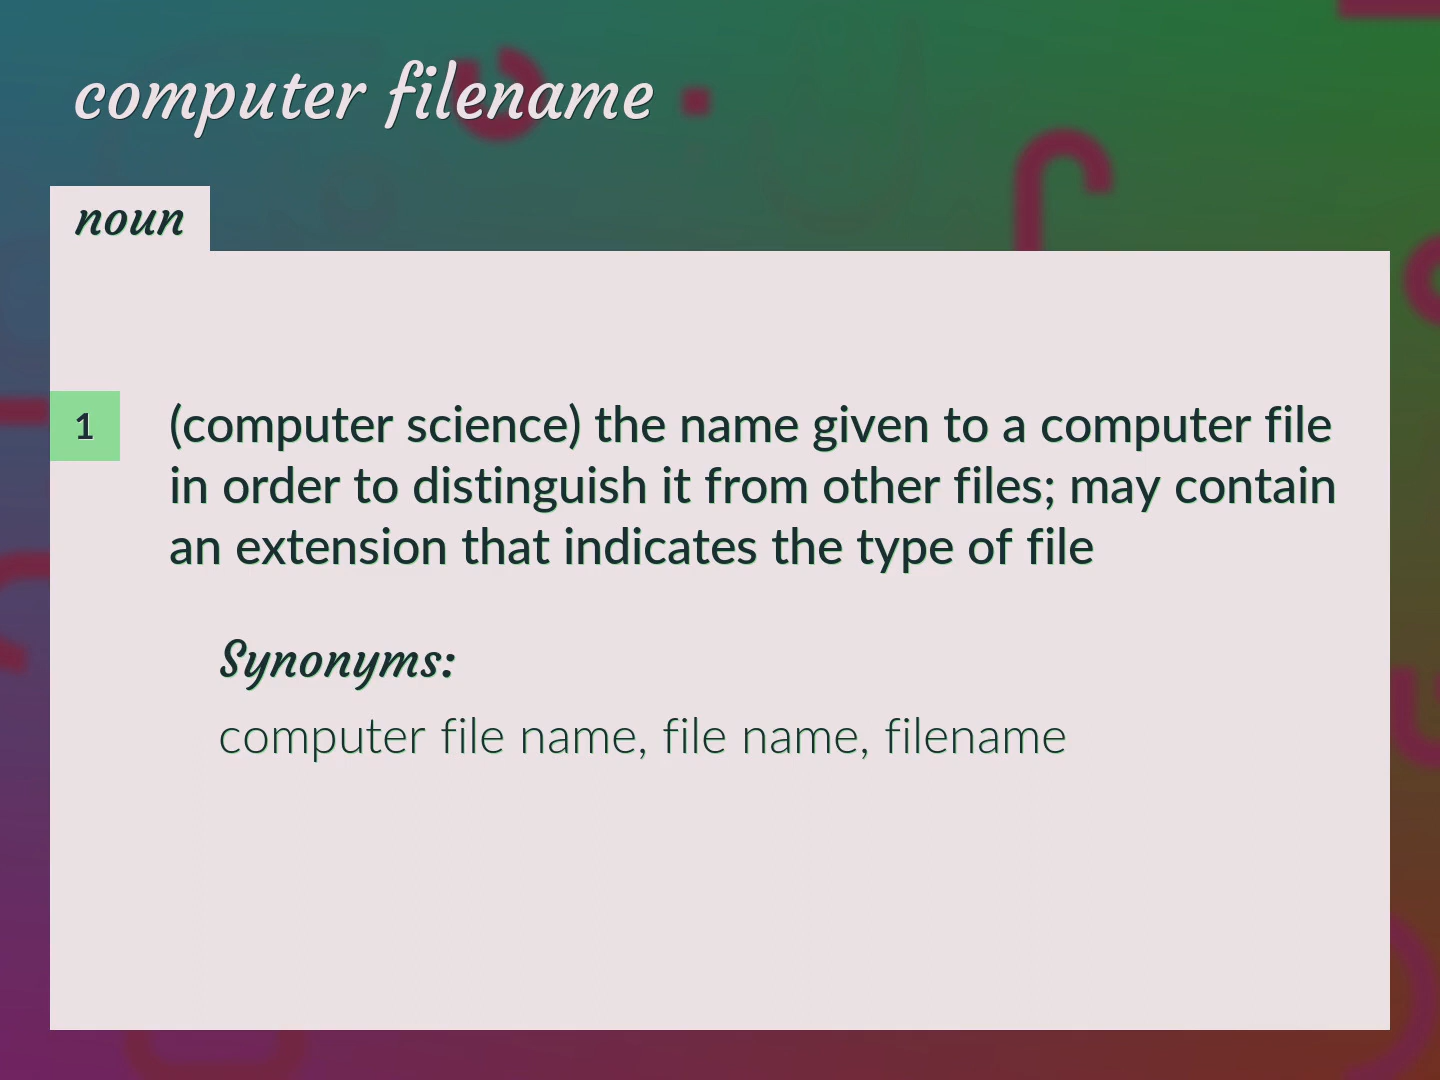 computer filename
noun
1
(computer science) the name given to a computer file
in order to distinguish it from other files; may contain
an extension that indicates the type of file
Synonyms:
computer file name, file name, filename